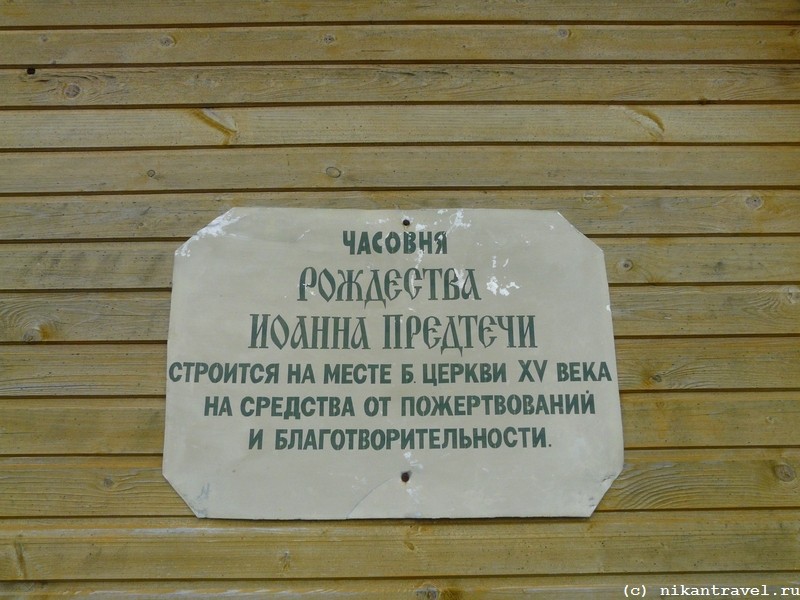 ЧАСОВНЯ
РОЖДЕСТВА
ИОАННА ПРЕДТЕЧИ
СТРОИТСЯ НА МЕСТЕ Б. ЦЕРКВИ XV ВЕКА
НА СРЕДСТВА ОТ ПОЖЕРТВОВАНИЙ
И БЛАГОТВОРИТЕЛЬНОСТИ.
(c) nikantravel.ru